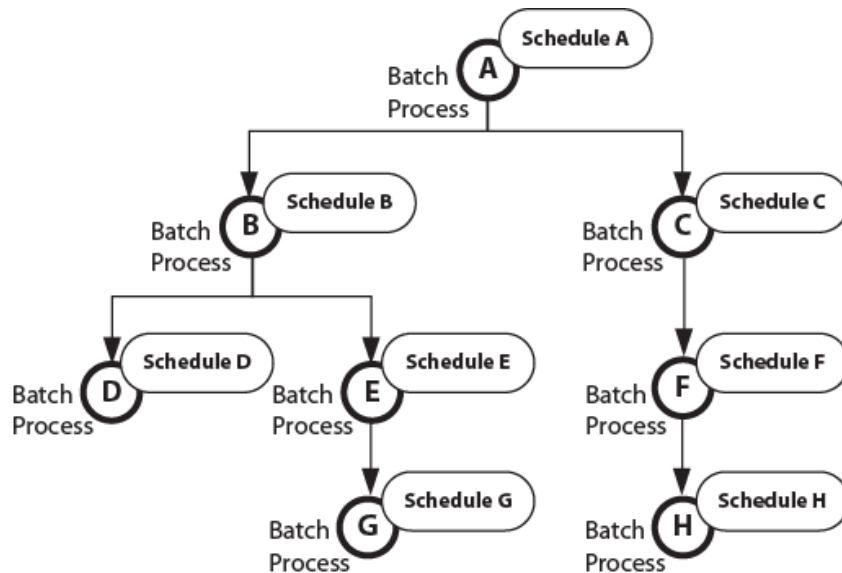 Schedule A
A
Batch
Process
Schedule B
B
Batch
Process
Schedule C
C
Batch
Process
Schedule D
D
Batch
Process
Schedule E
E
Batch
Process
Schedule F
F
Batch
Process
Schedule G
G
Batch
Process
Schedule H
H
Batch
Process